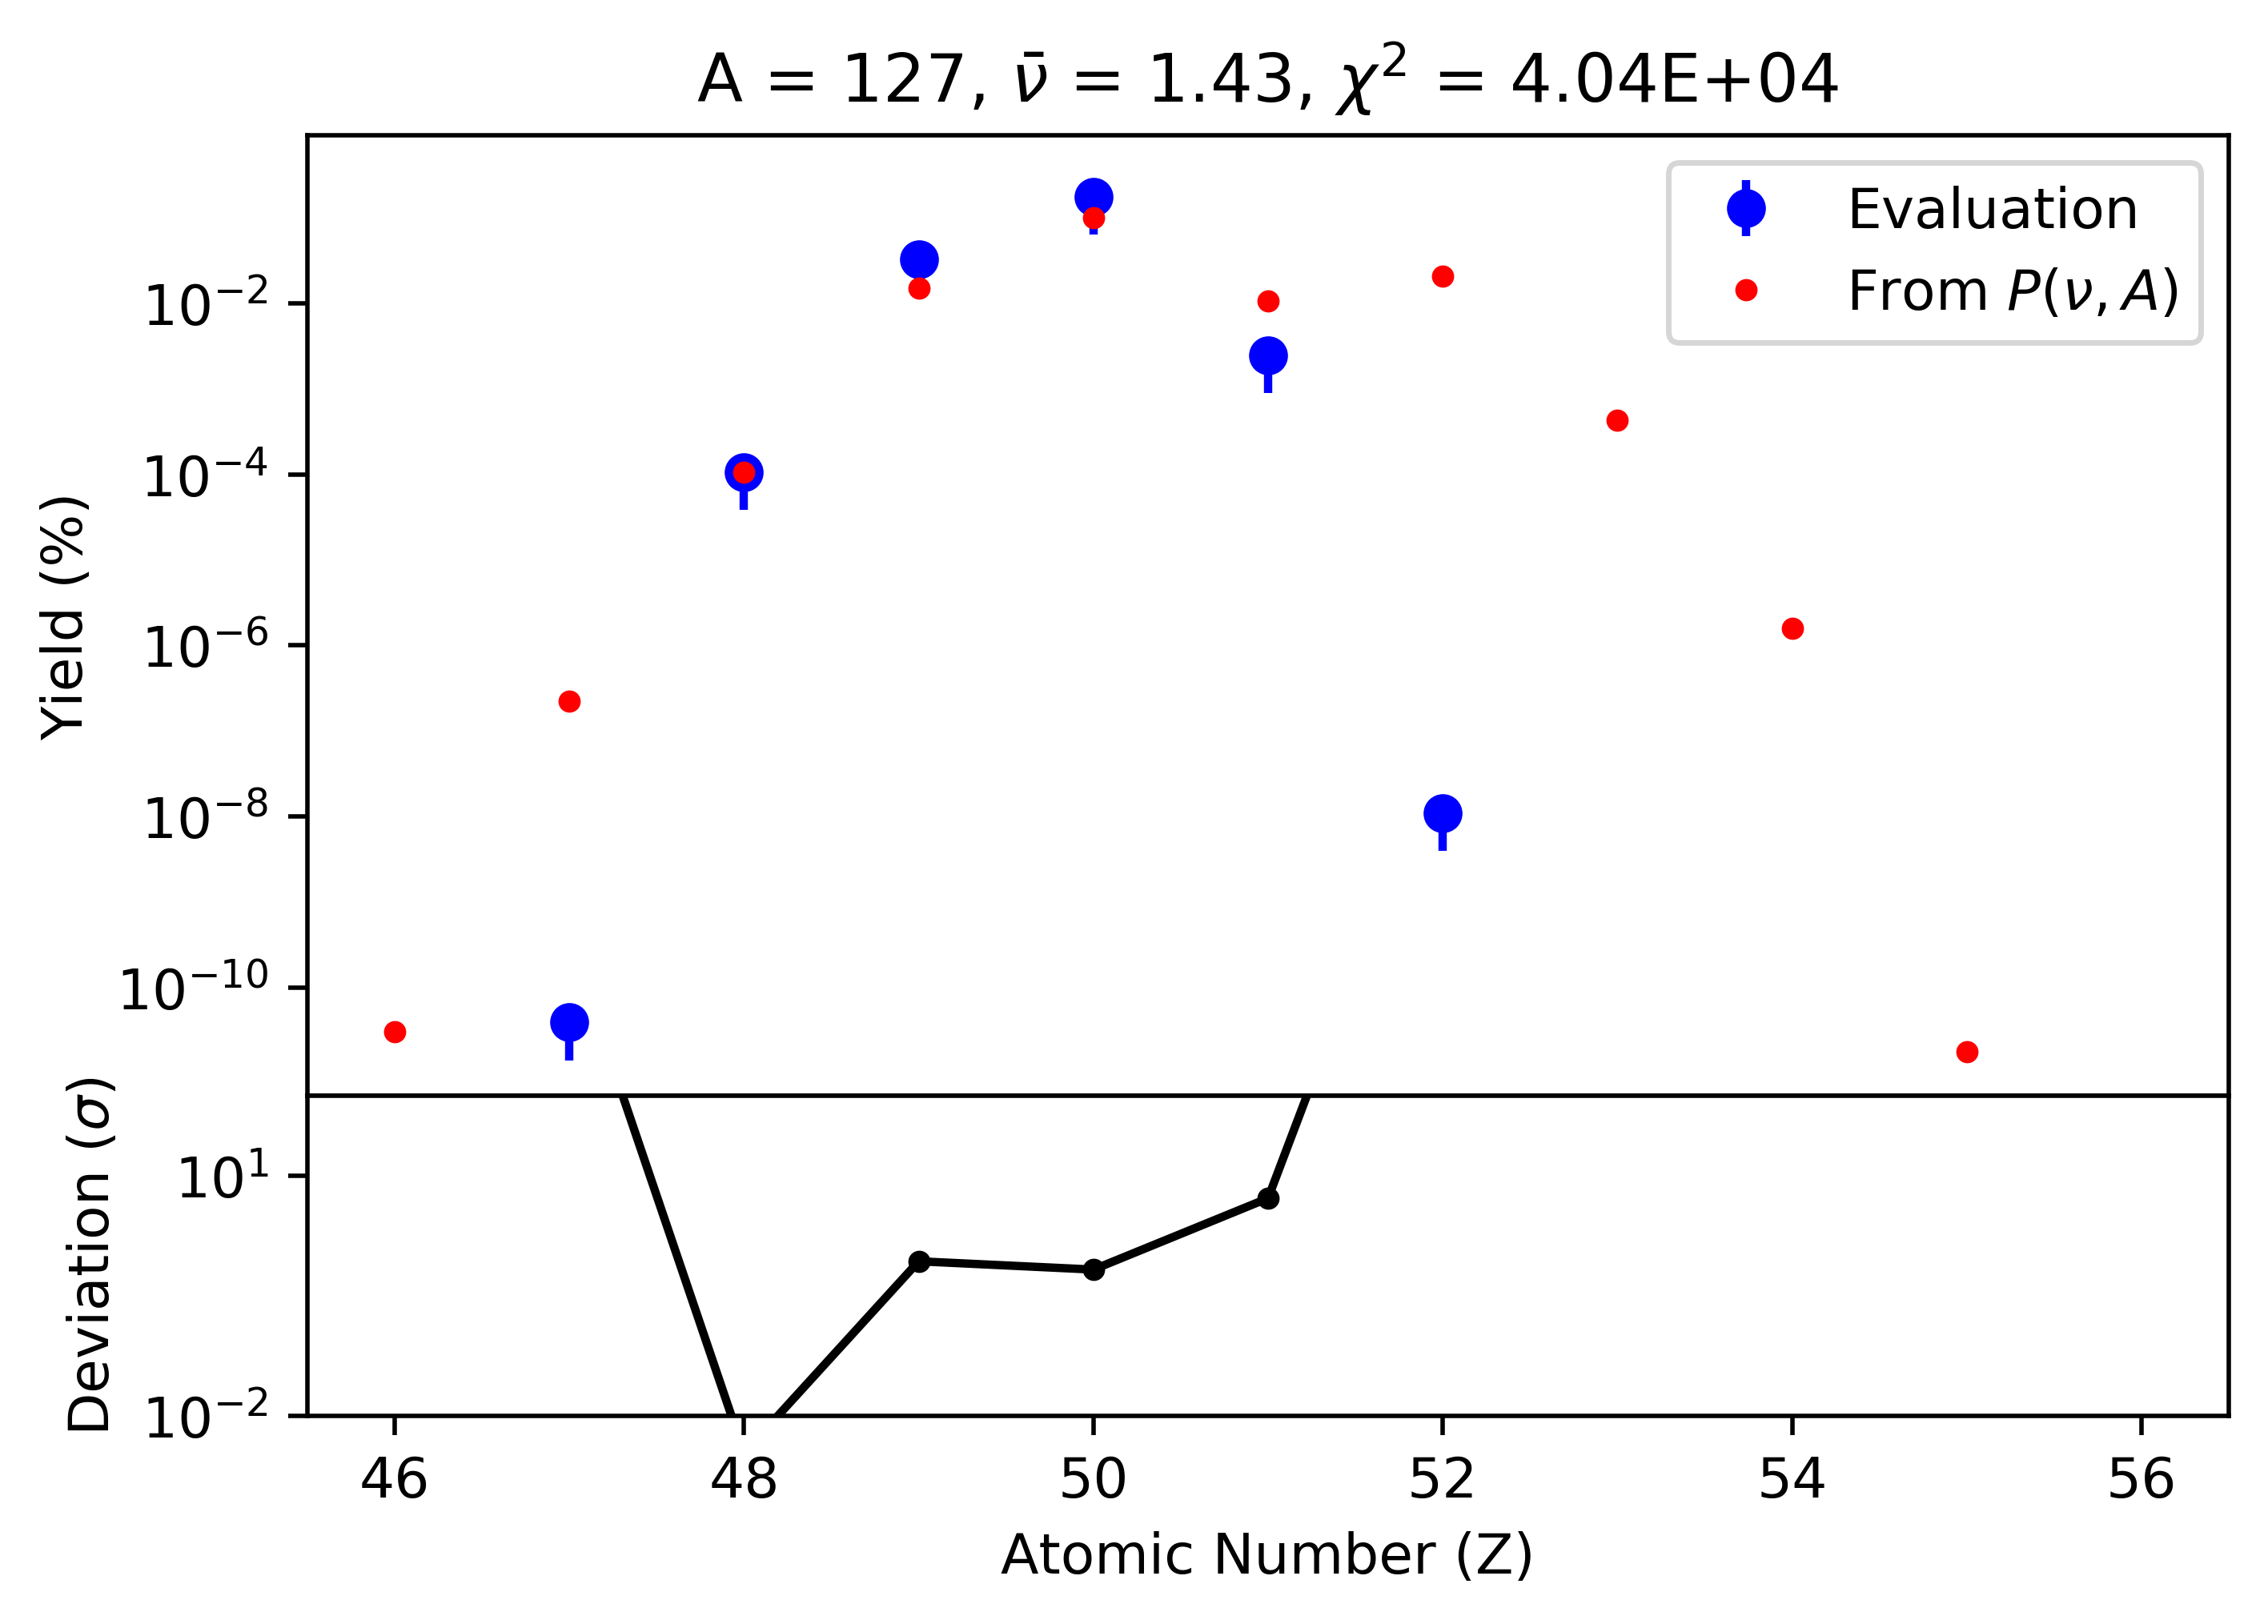 A = 127, ν̄ = 1.43, χ² = 4.04E+04
Evaluation
From P(ν, A)
Yield (%)
10⁻²
10⁻⁴
10⁻⁶
10⁻⁸
10⁻¹⁰
Deviation (σ)
10¹
10⁻²
46 48 50 52 54 56
Atomic Number (Z)